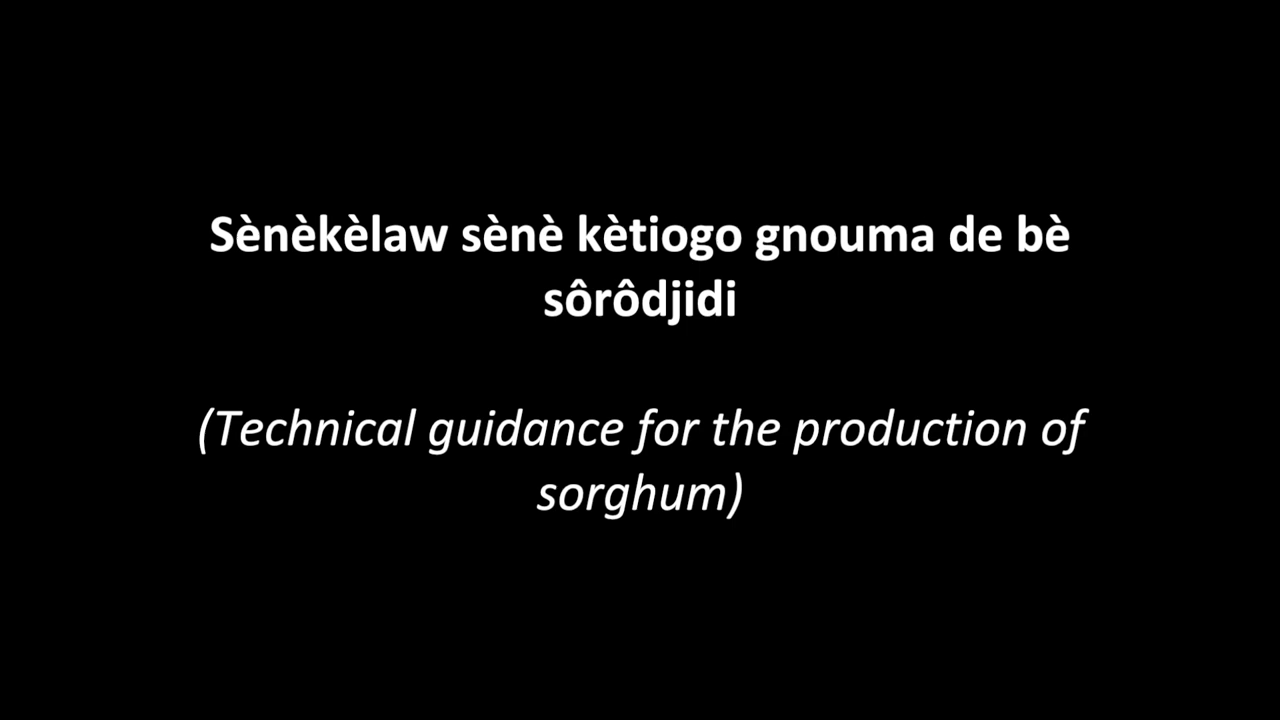 Sènèkèlaw sènè kètiogo gnouma de bè
sôrôdjidi
(Technical guidance for the production of
sorghum)